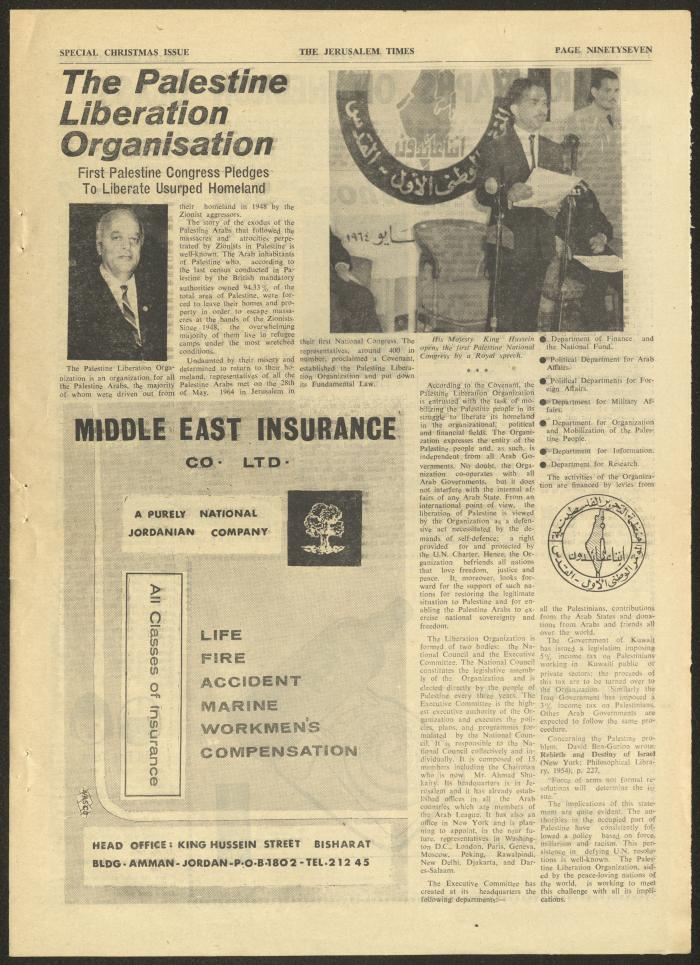 SPECIAL CHRISTMAS ISSUE
THE JERUSALEM TIMES
PAGE NINETYSEVEN
The Palestine
Liberation
Organisation
First Palestine Congress Pledges
To Liberate Usurped Homeland
The Palestine Liberation Orga-
nization is an organization for all
the Palestine Arabs, the majority
of whom were driven out from
their homeland in 1948 by the
Zionist aggressors.
The story of the exodus of the
Palestine Arabs that followed the
massacres and atrocities perpe-
trated by Zionists in Palestine is
well-known. The Arab inhabitants
of Palestine who, according to
the last census conducted in Pa-
lestine by the British mandatory
authorities owned 94.33% of the
total area of Palestine, were for-
ced to leave their homes and pro-
perty in order to escape massa-
cres at the hands of the Zionists.
Since 1948, the overwhelming
majority of them live in refugee
camps under the most wretched
conditions.
Undaunted by their misery and
determined to return to their ho-
meland, representatives of all the
Palestine Arabs met on the 28th
of May, 1964 in Jerusalem in
their first National Congress. The
representatives, around 400 in
number, proclaimed a Covenant,
established the Palestine Libera-
tion Organization and put down
its Fundamental Law.
الوطني الأول - القدس
مايو ١٩٦٤
His Majesty King Hussein
opens the first Palestine National
Congress by a Royal speech.
* * *
According to the Covenant, the
Palestine Liberation Organization
is entrusted with the task of mo-
bilizing the Palestine people in its
struggle to liberate its homeland
in the organizational, political
and financial fields. The Organi-
zation expresses the entity of the
Palestine people and, as such, is
independent from all Arab Go-
vernments. No doubt, the Orga-
nization co-operates with all
Arab Governments, but it does
not interfere with the internal af-
fairs of any Arab State. From an
international point of view, the
liberation of Palestine is viewed
by the Organization as a defen-
sive act necessitated by the de-
mands of self-defence; a right
provided for and protected by
the U.N. Charter. Hence, the Or-
ganization befriends all nations
that love freedom, justice and
peace. It, moreover, looks for-
ward for the support of such na-
tions for restoring the legitimate
situation to Palestine and for en-
abling the Palestine Arabs to ex-
ercise national sovereignty and
freedom.
The Liberation Organization is
formed of two bodies: the Na-
tional Council and the Executive
Committee. The National Council
constitutes the legislative assemb-
ly of the Organization and is
elected directly by the people of
Palestine every three years. The
Executive Committee is the high-
est executive authority of the Or-
ganization and executes the poli-
cies, plans, and programmes for-
mulated by the National Coun-
cil. It is responsible to the Na-
tional Council collectively and in-
dividually. It is composed of 15
members including the Chairman
who is now Mr. Ahmad Shu-
kairy. Its headquarters is in Je-
rusalem and it has already estab-
lished offices in all the Arab
countries which are members of
the Arab League. It has also an
office in New York and is plan-
ning to appoint, in the near fu-
ture, representatives in Washing-
ton D.C., London, Paris, Geneva,
Moscow, Peking, Rawalpindi,
New Delhi, Djakarta, and Dar-
es-Salaam.
The Executive Committee has
created at its headquarters the
following departments:—
Department of Finance and
the National Fund.
Political Department for Arab
Affairs.
Political Departments for For-
eign Affairs.
Department for Military Af-
fairs.
Department for Organization
and Mobilization of the Pales-
tine People.
Department for Information.
Department for Research.
The activities of the Organiza-
tion are financed by levies from
منظمة التحرير الفلسطينية
اننا عائدون
المؤتمر الوطني الاول - القدس
all the Palestinians, contributions
from the Arab States and dona-
tions from Arabs and friends all
over the world.
The Government of Kuwait
has issued a legislation imposing
5% income tax on Palestinians
working in Kuwaiti public or
private sectors; the proceeds of
this tax are to be turned over to
the Organization. Similarly the
Iraq Government has imposed a
3% income tax on Palestinians.
Other Arab Governments are
expected to follow the same pro-
ceedure.
Concerning the Palestine pro-
blem, David Ben-Gurion wrote:
Rebirth and Destiny of Israel
(New York; Philosophical Libra-
ry, 1954), p. 227.
"Force of arms not formal re-
solutions will determine the is-
sue."
The implications of this state-
ment are quite evident. The au-
thorities in the occupied part of
Palestine have consistently fol-
lowed a policy based on force,
militarism and racism. This per-
sistence in defying U.N. resolu-
tions is well-known. The Pales-
tine Liberation Organization, aid-
ed by the peace-loving nations of
the world, is working to meet
this challenge with all its impli-
cations.
MIDDLE EAST INSURANCE
CO. LTD.
A PURELY NATIONAL
JORDANIAN COMPANY
All Classes of Insurance
LIFE
FIRE
ACCIDENT
MARINE
WORKMEN'S
COMPENSATION
HEAD OFFICE: KING HUSSEIN STREET BISHARAT
BLDG-AMMAN-JORDAN-P.O.B.1802-TEL.21245